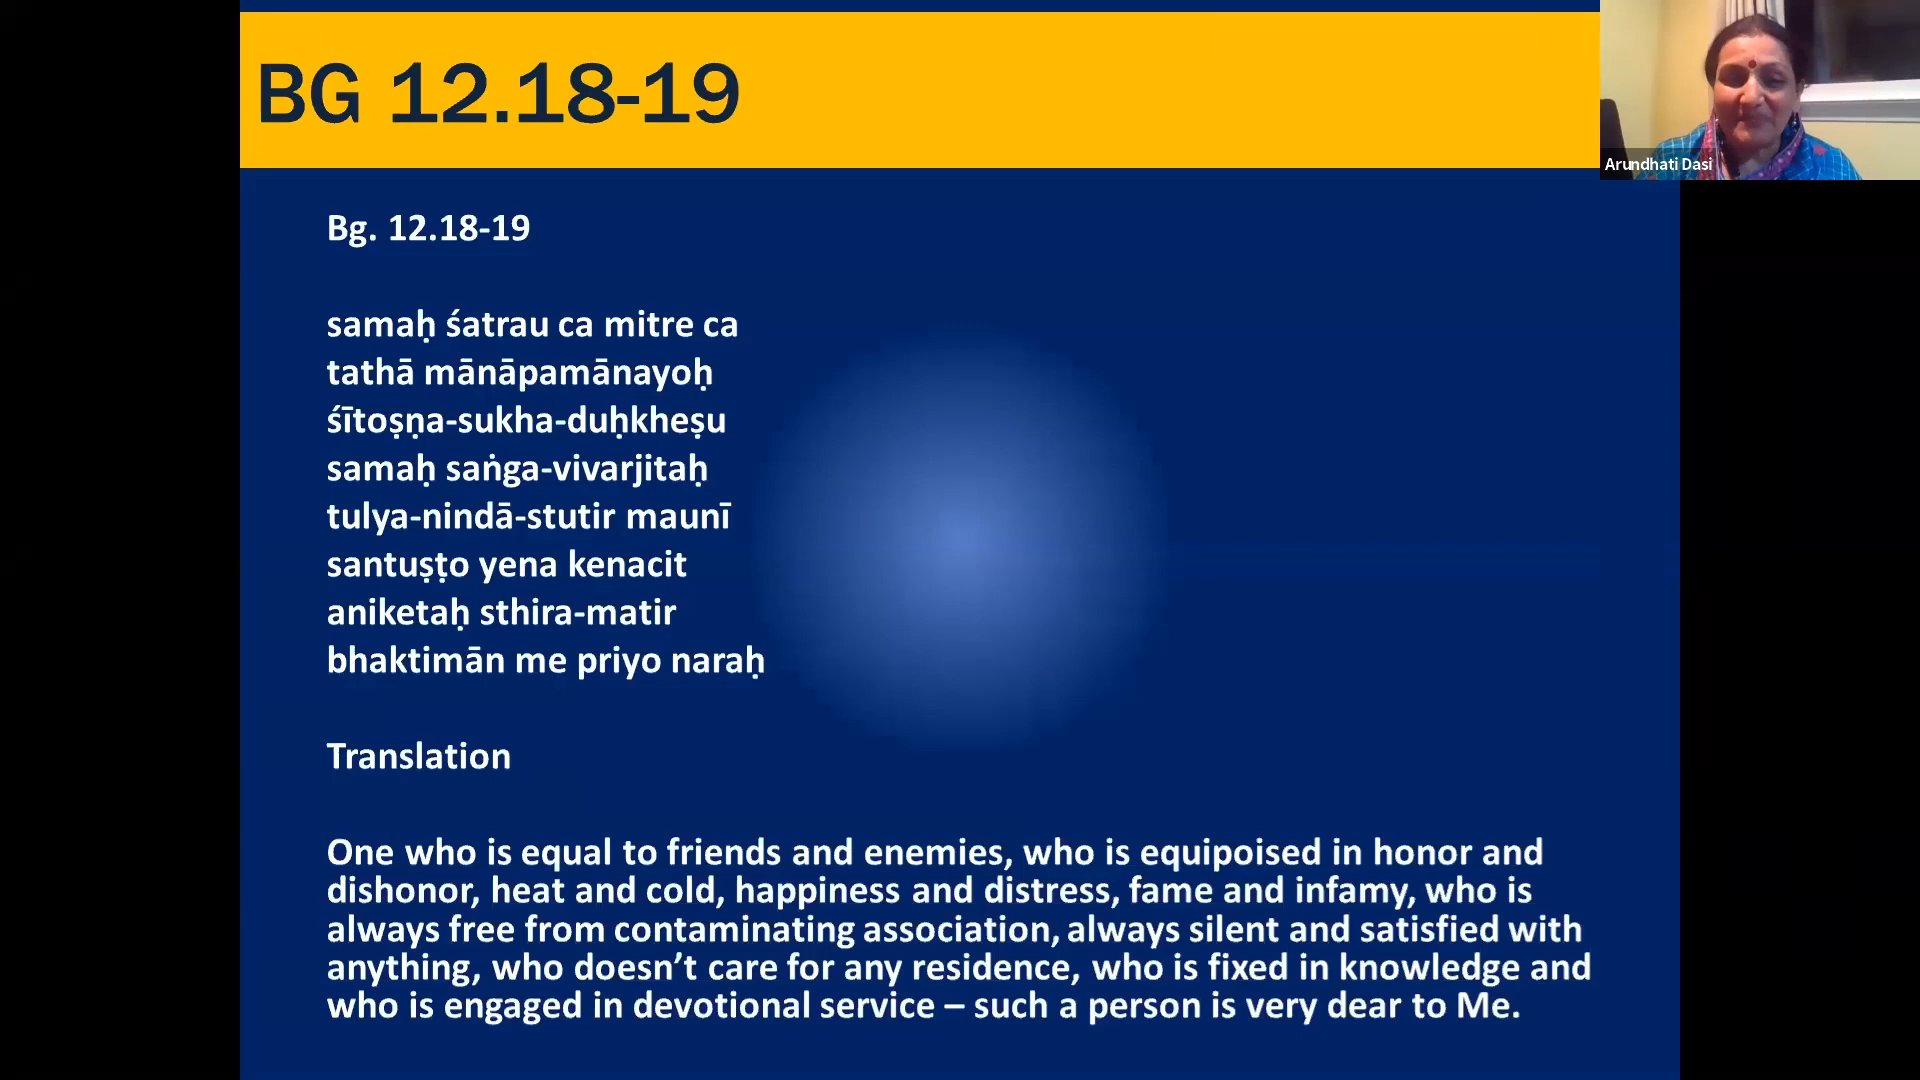 BG 12.18-19
Arundhati Dasi
Bg. 12.18-19
samaḥ śatrau ca mitre ca
tathā mānāpamānayoḥ
śītoṣṇa-sukha-duḥkheṣu
samaḥ saṅga-vivarjitaḥ
tulya-nindā-stutir maunī
santuṣṭo yena kenacit
aniketaḥ sthira-matir
bhaktimān me priyo naraḥ
Translation
One who is equal to friends and enemies, who is equipoised in honor and
dishonor, heat and cold, happiness and distress, fame and infamy, who is
always free from contaminating association, always silent and satisfied with
anything, who doesn’t care for any residence, who is fixed in knowledge and
who is engaged in devotional service – such a person is very dear to Me.